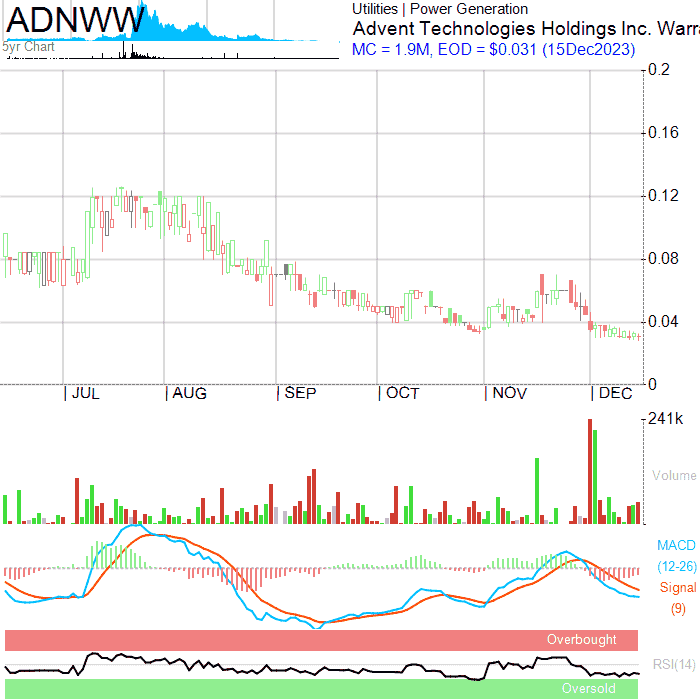 ADNWW
5yr Chart
Utilities | Power Generation
Advent Technologies Holdings Inc. Warra
MC = 1.9M, EOD = $0.031 (15Dec2023)
0.2
0.16
0.12
0.08
0.04
0
| JUL | AUG | SEP | OCT | NOV | DEC
241k
Volume
MACD
(12-26)
Signal
(9)
Overbought
RSI(14)
Oversold